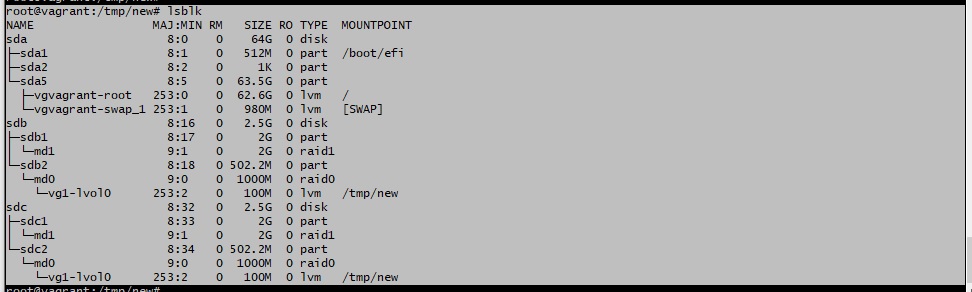 root@vagrant:/tmp/new# lsblk
NAME                 MAJ:MIN RM   SIZE RO TYPE  MOUNTPOINT
sda                    8:0    0    64G  0 disk
├─sda1                 8:1    0   512M  0 part  /boot/efi
├─sda2                 8:2    0     1K  0 part
└─sda5                 8:5    0  63.5G  0 part
  ├─vgvagrant-root   253:0    0  62.6G  0 lvm   /
  └─vgvagrant-swap_1 253:1    0   980M  0 lvm   [SWAP]
sdb                    8:16   0   2.5G  0 disk
├─sdb1                 8:17   0     2G  0 part
│ └─md1                9:1    0     2G  0 raid1
└─sdb2                 8:18   0 502.2M  0 part
  └─md0                9:0    0  1000M  0 raid0
    └─vg1-lvol0      253:2    0   100M  0 lvm   /tmp/new
sdc                    8:32   0   2.5G  0 disk
├─sdc1                 8:33   0     2G  0 part
│ └─md1                9:1    0     2G  0 raid1
└─sdc2                 8:34   0 502.2M  0 part
  └─md0                9:0    0  1000M  0 raid0
    └─vg1-lvol0      253:2    0   100M  0 lvm   /tmp/new
root@vagrant:/tmp/new#